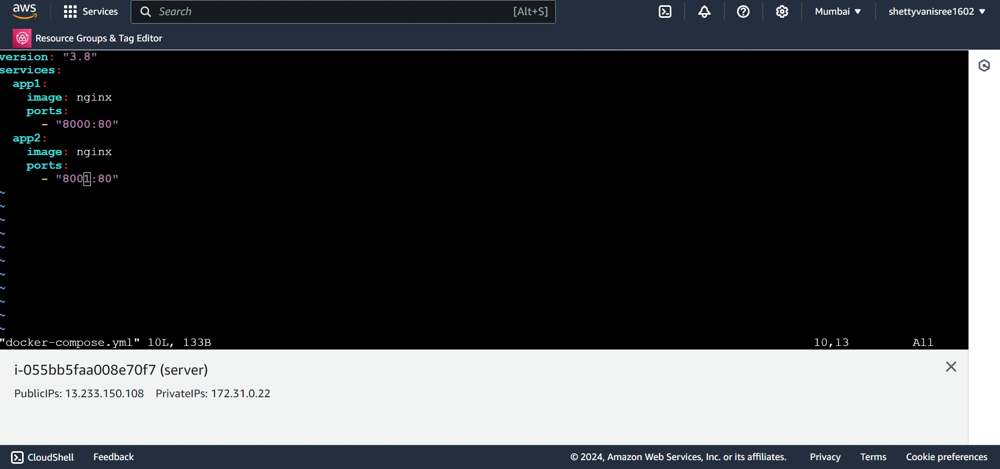 aws Services Search [Alt+S] Mumbai shettyvanisree1602
Resource Groups & Tag Editor
version: "3.8"
services:
  app1:
    image: nginx
    ports:
      - "8000:80"
  app2:
    image: nginx
    ports:
      - "8001:80"
~
~
~
~
~
~
~
~
~
~
~
"docker-compose.yml" 10L, 133B 10,13 All
i-055bb5faa008e70f7 (server)
PublicIPs: 13.233.150.108 PrivateIPs: 172.31.0.22
CloudShell Feedback © 2024, Amazon Web Services, Inc. or its affiliates. Privacy Terms Cookie preferences